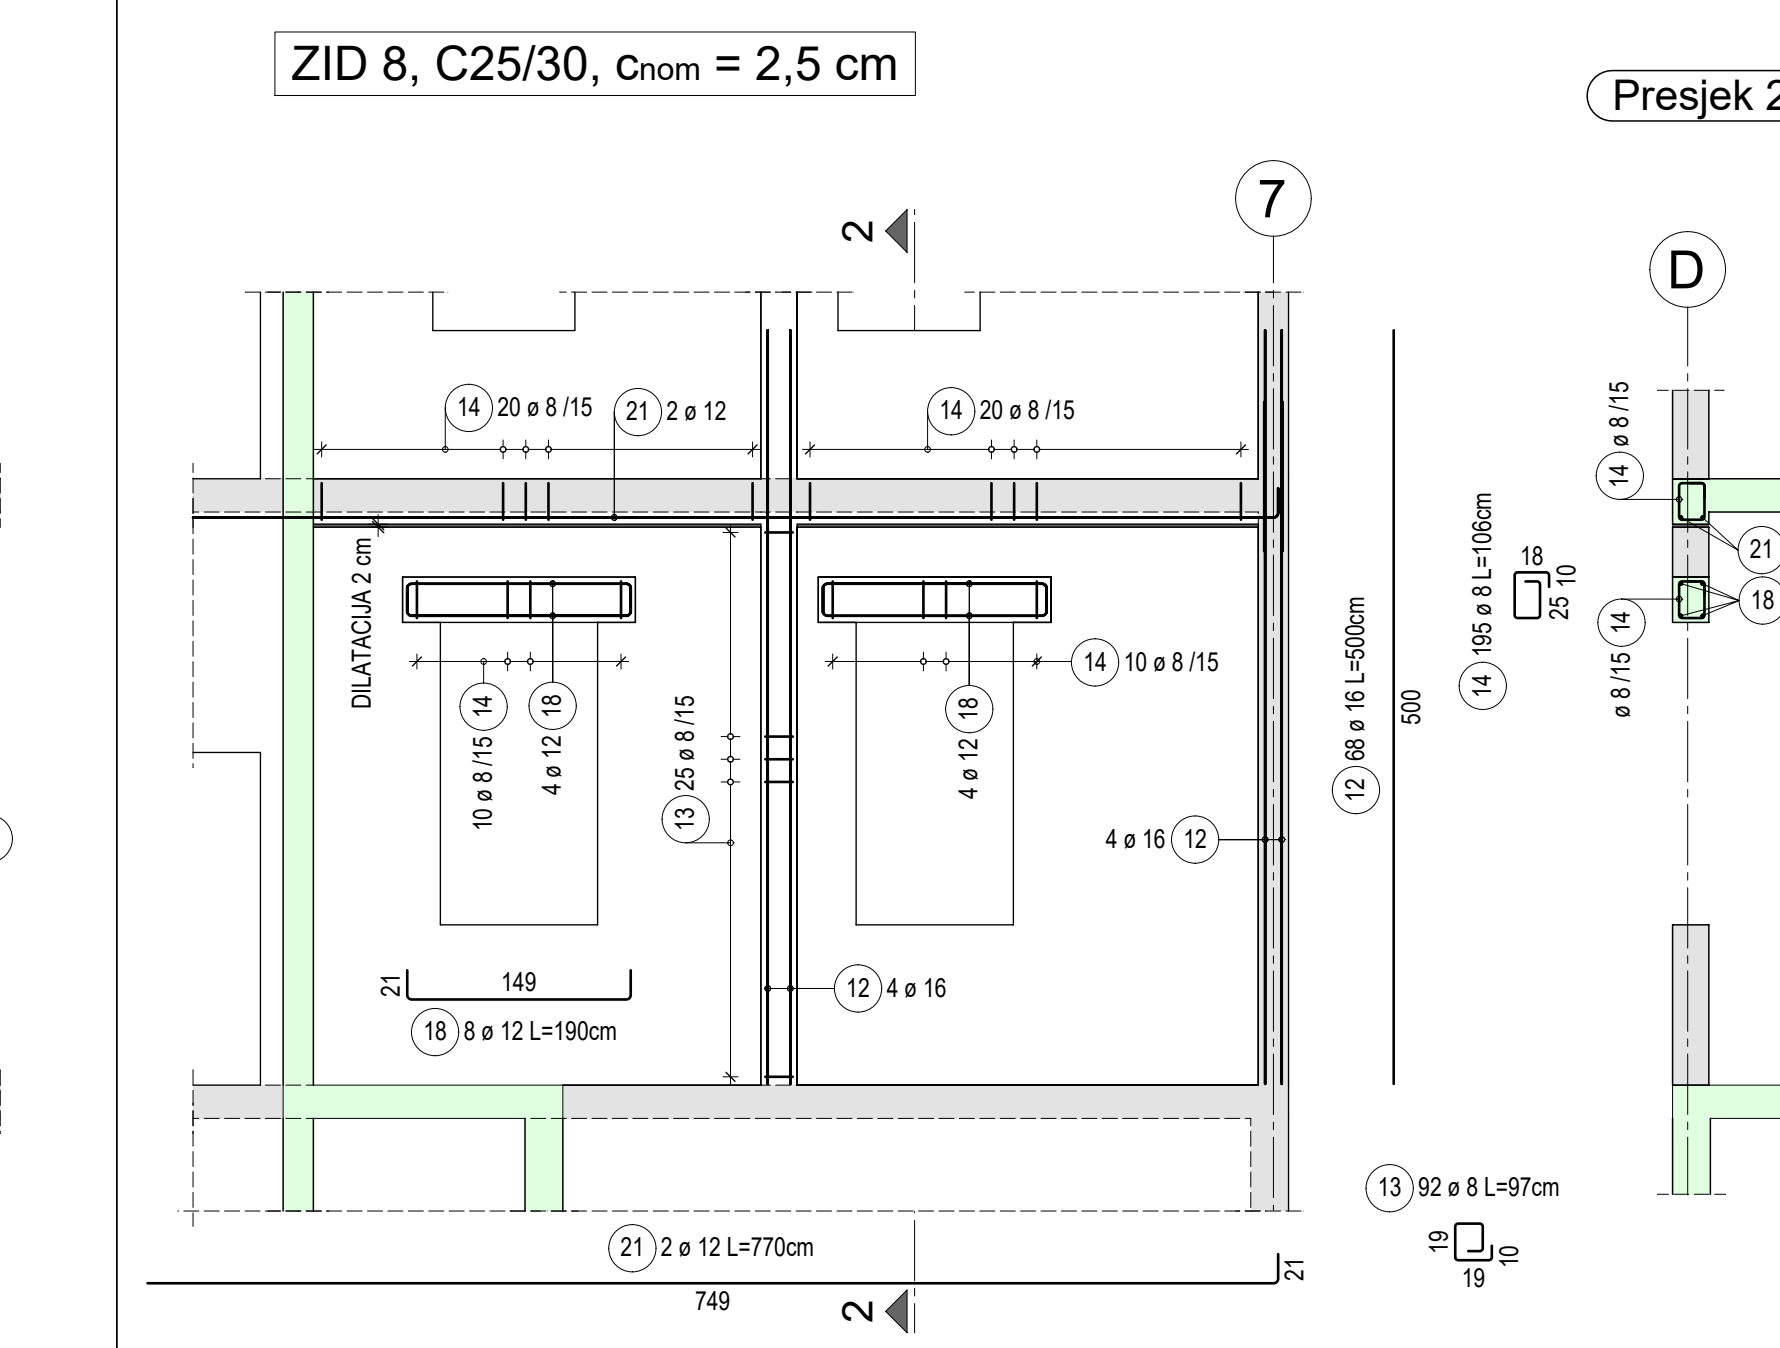 ZID 8, C25/30, cnom = 2,5 cm
Presjek 2
7
2
D
14 20 ø 8 /15
21 2 ø 12
14 20 ø 8 /15
14 ø 8 /15
DILATACIJA 2 cm
14 10 ø 8 /15
18 4 ø 12
13 25 ø 8 /15
18 4 ø 12
14 10 ø 8 /15
4 ø 16 12
12 68 ø 16 L=500cm
500
14 195 ø 8 L=106cm
18
25
10
21
18
14 ø 8 /15
21
149
18 8 ø 12 L=190cm
12 4 ø 16
13 92 ø 8 L=97cm
19
19
10
21 2 ø 12 L=770cm
749
21
2